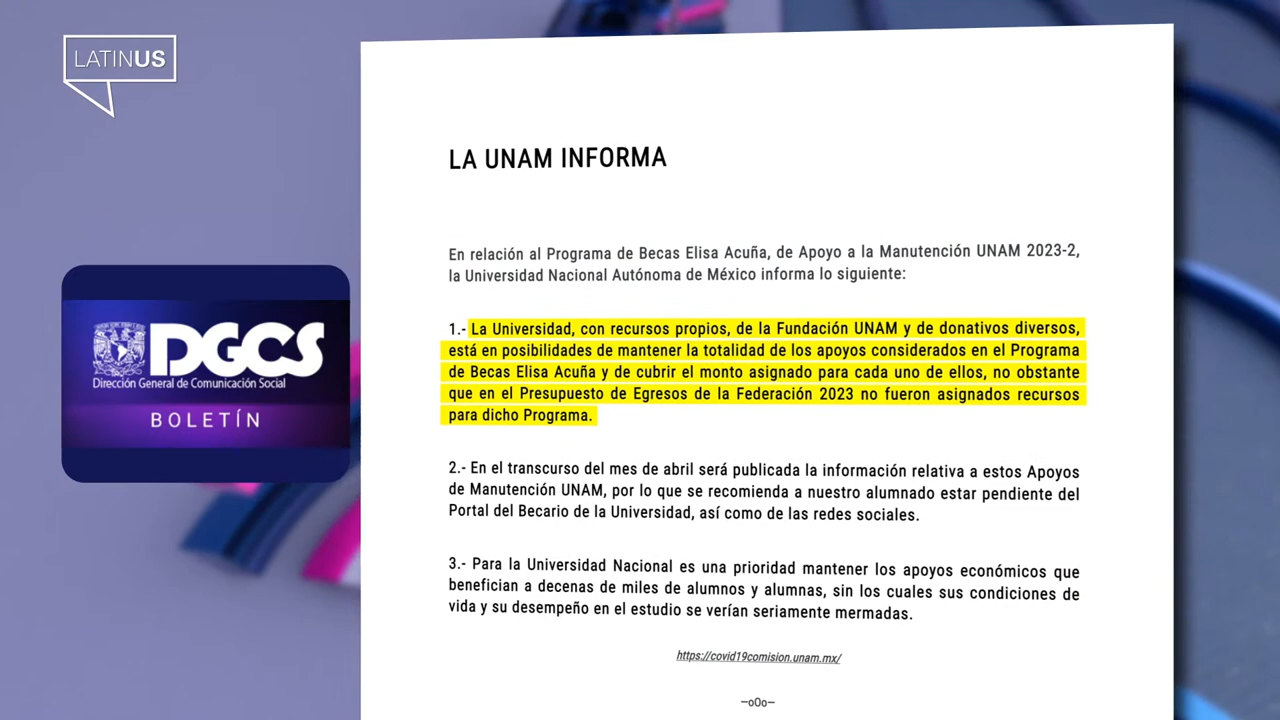 LATINUS
LA UNAM INFORMA
En relación al Programa de Becas Elisa Acuña, de Apoyo a la Manutención UNAM 2023-2,
la Universidad Nacional Autónoma de México informa lo siguiente:
1.- La Universidad, con recursos propios, de la Fundación UNAM y de donativos diversos,
está en posibilidades de mantener la totalidad de los apoyos considerados en el Programa
de Becas Elisa Acuña y de cubrir el monto asignado para cada uno de ellos, no obstante
que en el Presupuesto de Egresos de la Federación 2023 no fueron asignados recursos
para dicho Programa.
2.- En el transcurso del mes de abril será publicada la información relativa a estos Apoyos
de Manutención UNAM, por lo que se recomienda a nuestro alumnado estar pendiente del
Portal del Becario de la Universidad, así como de las redes sociales.
3.- Para la Universidad Nacional es una prioridad mantener los apoyos económicos que
benefician a decenas de miles de alumnos y alumnas, sin los cuales sus condiciones de
vida y su desempeño en el estudio se verían seriamente mermadas.
https://covid19comision.unam.mx/
—oOo—
DGCS
Dirección General de Comunicación Social
BOLETÍN